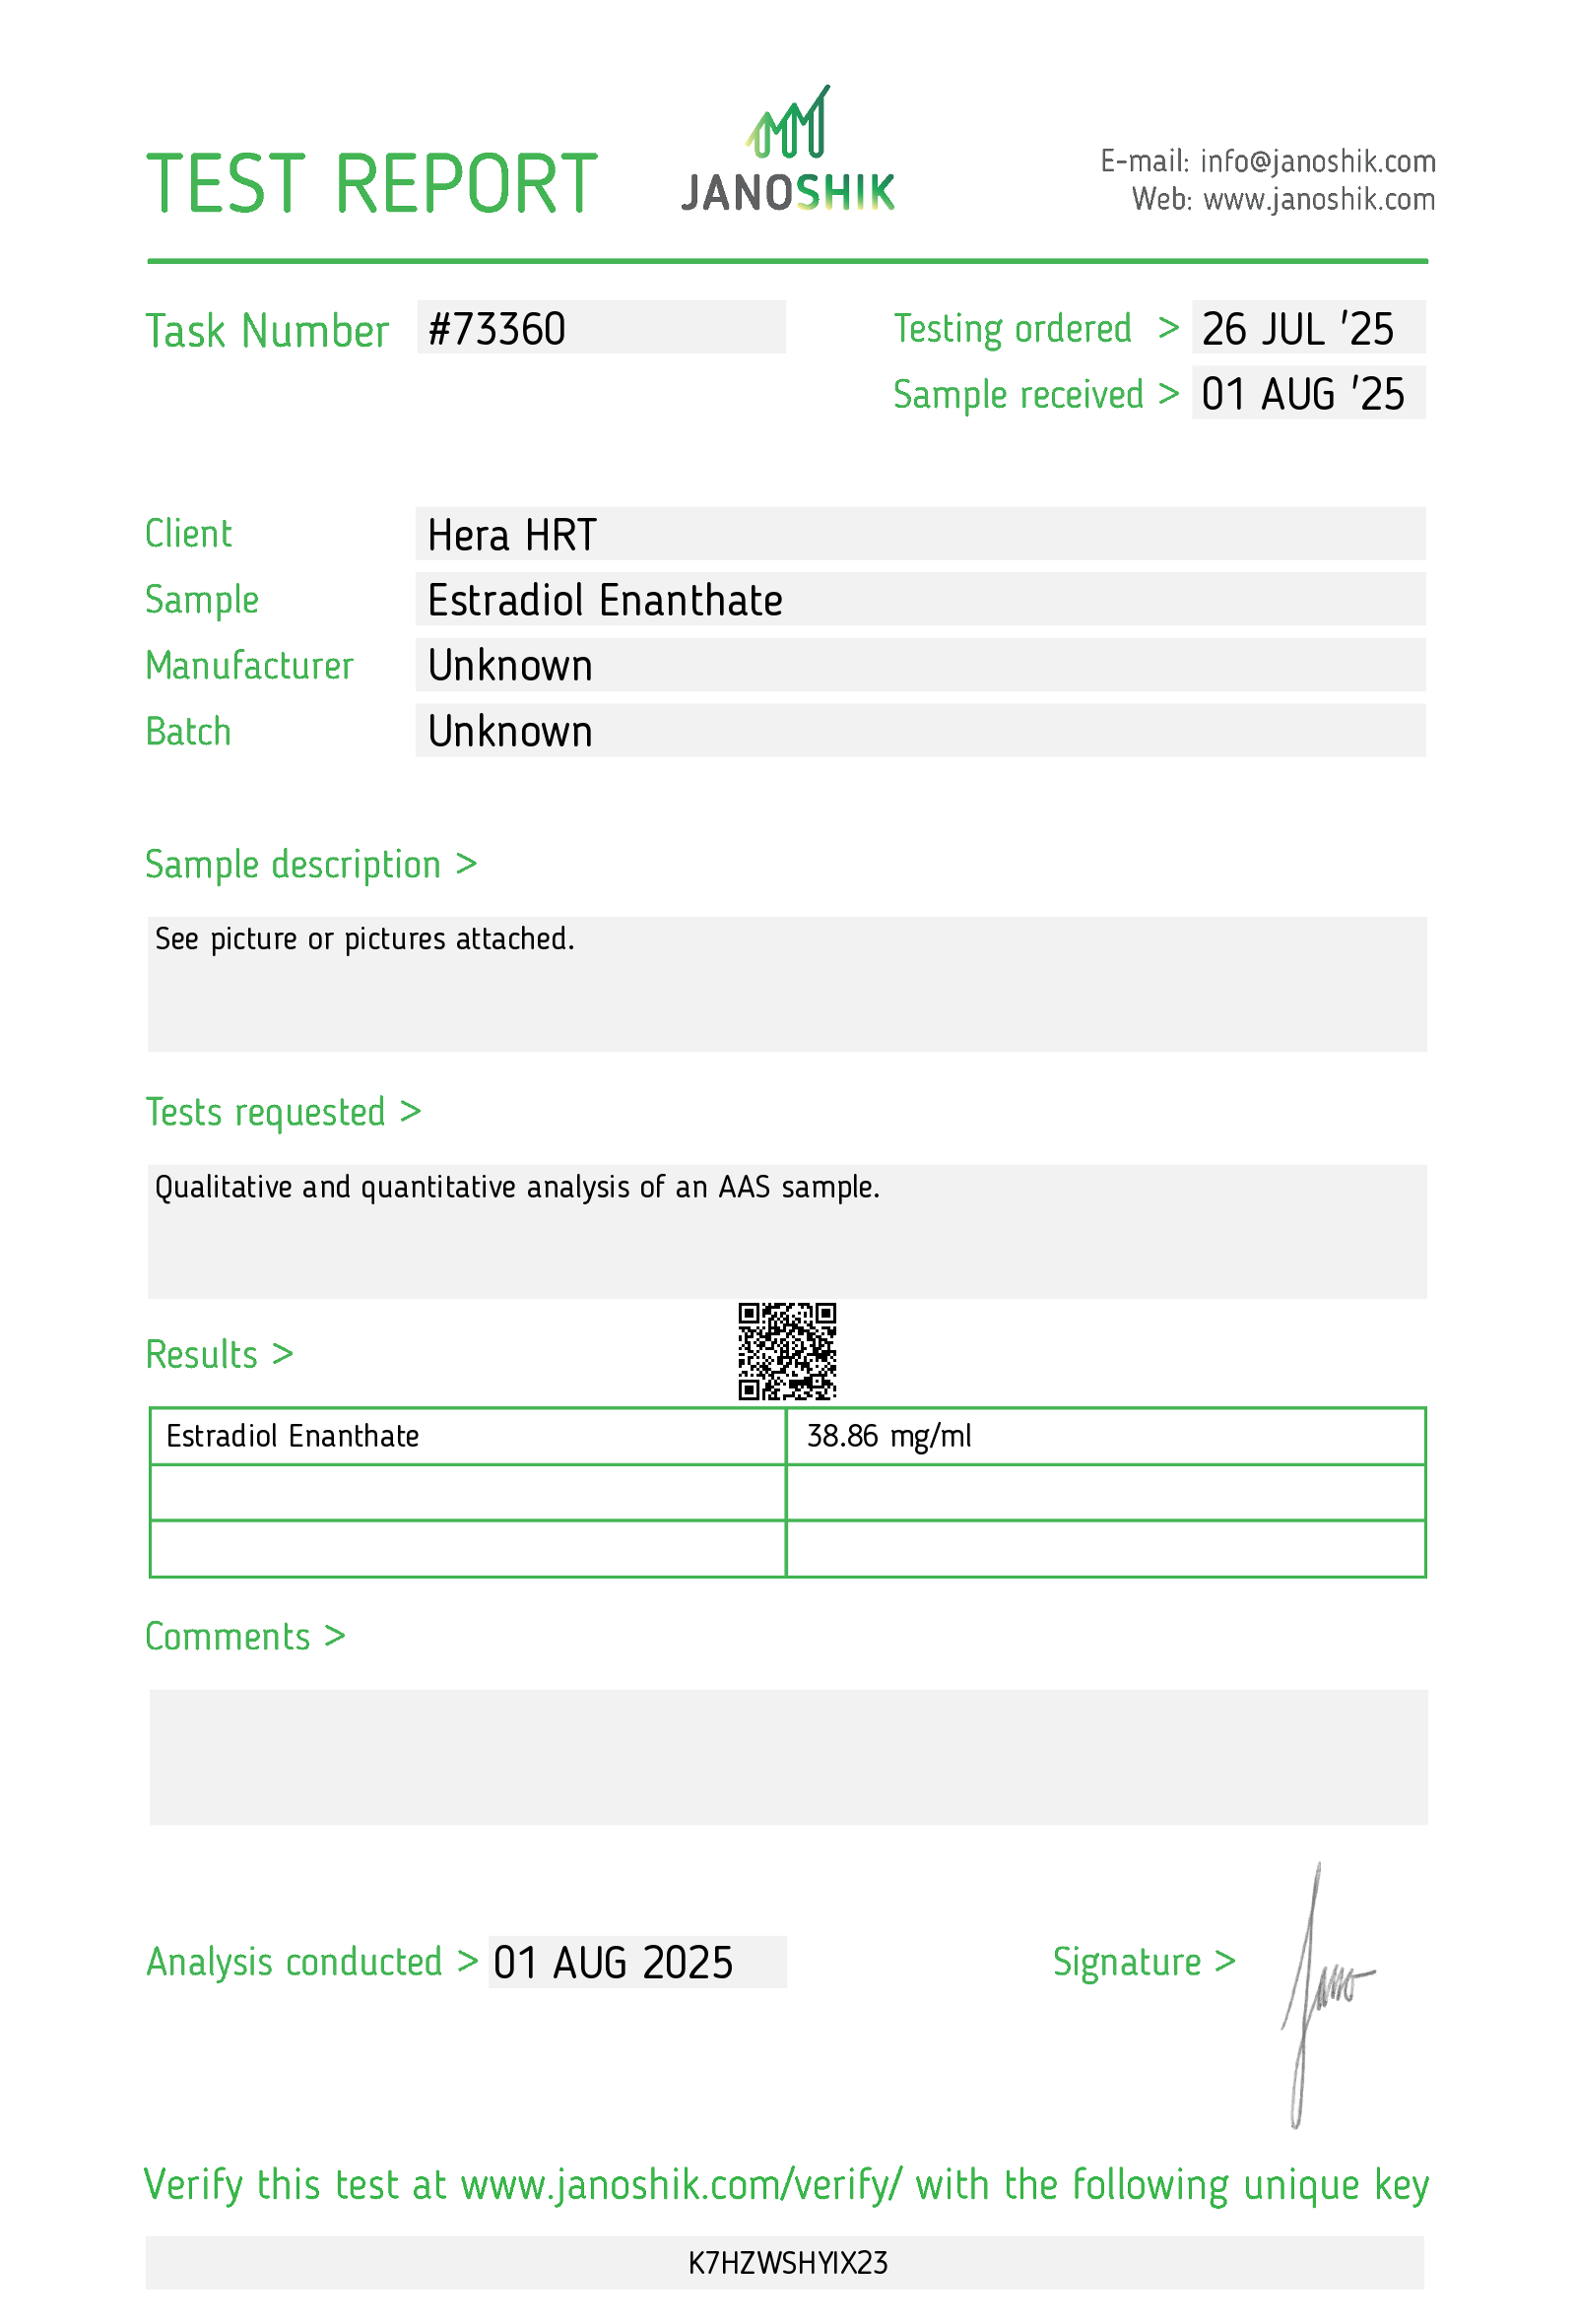 TEST REPORT
JANOSHIK
E-mail: info@janoshik.com
Web: www.janoshik.com
Task Number #73360
Testing ordered > 26 JUL '25
Sample received > 01 AUG '25
Client Hera HRT
Sample Estradiol Enanthate
Manufacturer Unknown
Batch Unknown
Sample description >
See picture or pictures attached.
Tests requested >
Qualitative and quantitative analysis of an AAS sample.
Results >
Estradiol Enanthate 38.86 mg/ml
Comments >
Analysis conducted > 01 AUG 2025
Signature > Jano
Verify this test at www.janoshik.com/verify/ with the following unique key
K7HZWSHYIX23